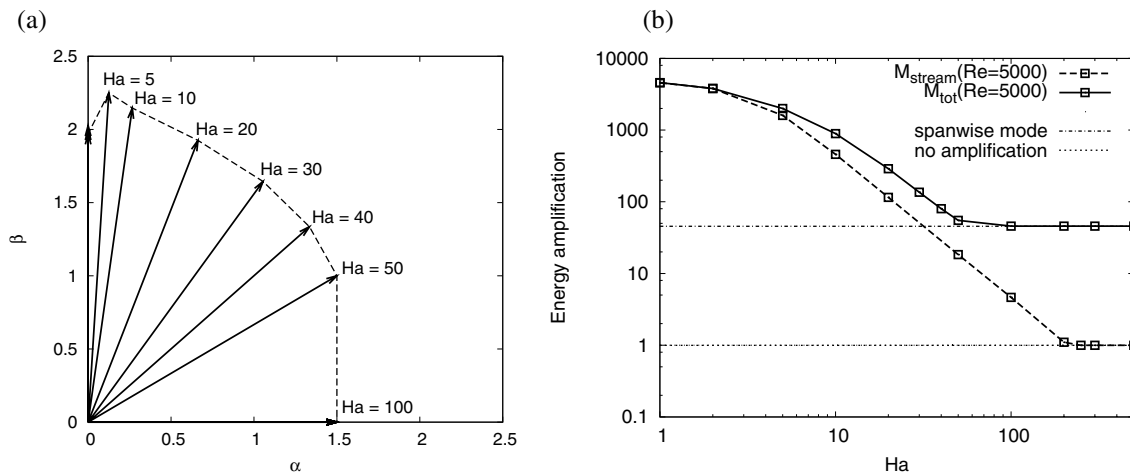 (a)
2.5
2
1.5
1
0.5
0
β
Ha = 5
Ha = 10
Ha = 20
Ha = 30
Ha = 40
Ha = 50
Ha = 100
0 0.5 1 1.5 2 2.5
α
(b)
10000
1000
100
10
1
0.1
Energy amplification
M_stream(Re=5000)
M_tot(Re=5000)
spanwise mode
no amplification
1 10 100
Ha